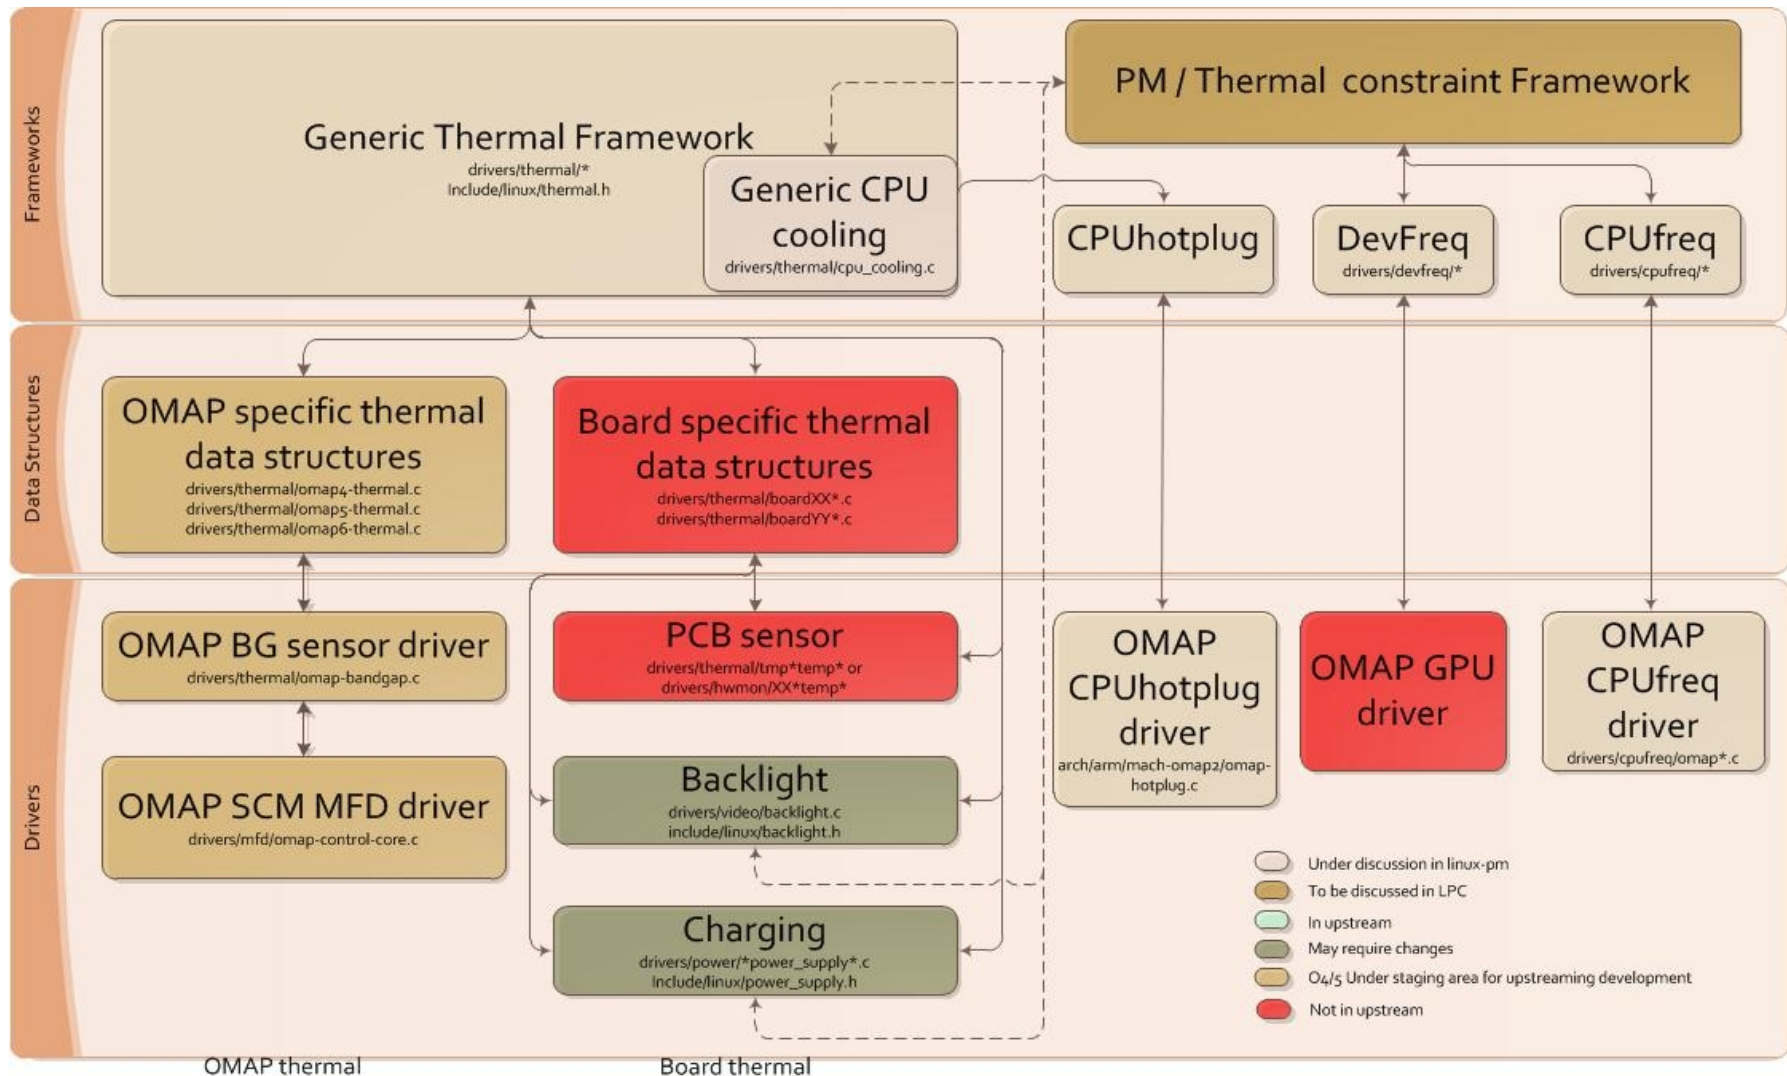 Frameworks
Generic Thermal Framework
drivers/thermal/*
Include/linux/thermal.h
Generic CPU
cooling
drivers/thermal/cpu_cooling.c
PM / Thermal constraint Framework
CPUhotplug
DevFreq
drivers/devfreq/*
CPUfreq
drivers/cpufreq/*
Data Structures
OMAP specific thermal
data structures
drivers/thermal/omap4-thermal.c
drivers/thermal/omap5-thermal.c
drivers/thermal/omap6-thermal.c
Board specific thermal
data structures
drivers/thermal/boardXX*.c
drivers/thermal/boardYY*.c
Drivers
OMAP BG sensor driver
drivers/thermal/omap-bandgap.c
OMAP SCM MFD driver
drivers/mfd/omap-control-core.c
PCB sensor
drivers/thermal/tmp*temp* or
drivers/hwmon/XX*temp*
Backlight
drivers/video/backlight.c
include/linux/backlight.h
Charging
drivers/power/*power_supply*.c
Include/linux/power_supply.h
OMAP
CPUhotplug
driver
arch/arm/mach-omap2/omap-
hotplug.c
OMAP GPU
driver
OMAP
CPUfreq
driver
drivers/cpufreq/omap*.c
Under discussion in linux-pm
To be discussed in LPC
In upstream
May require changes
O4/5 Under staging area for upstreaming development
Not in upstream
OMAP thermal
Board thermal